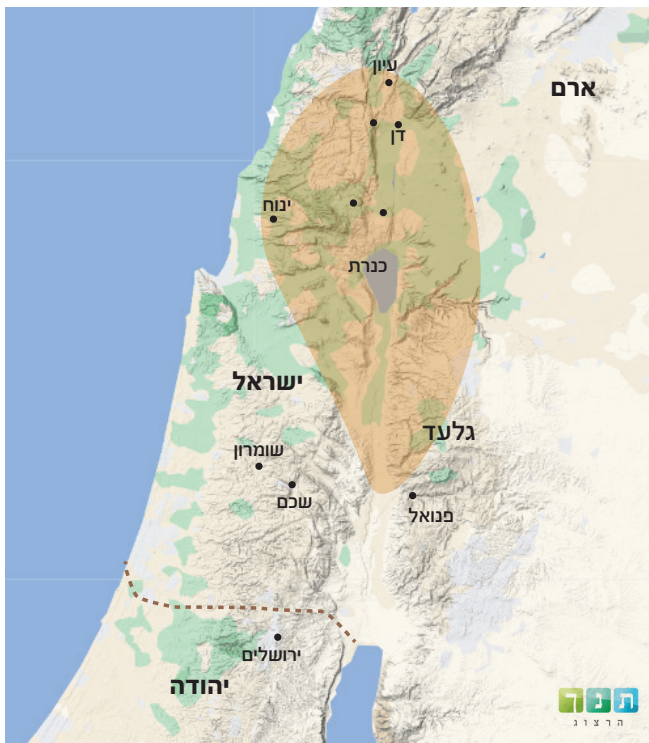 עיון
ארם
דן
ינוח
כנרת
ישראל
גלעד
שומרון
שכם
פנואל
ירושלים
יהודה
תנך
הרצוג